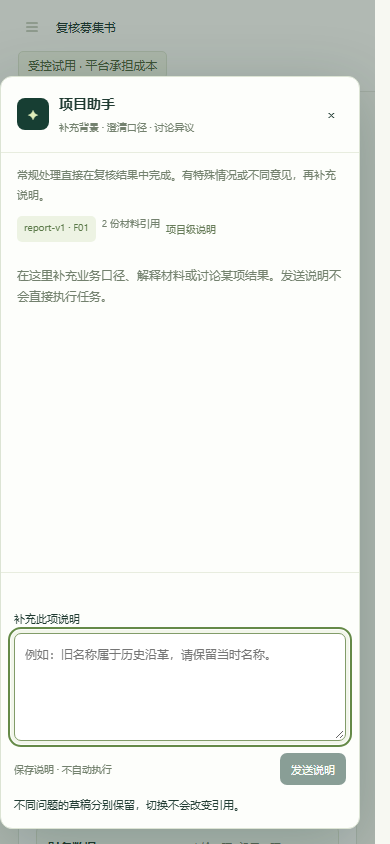 复核募集书
受控试用 · 平台承担成本
项目助手
补充背景 · 澄清口径 · 讨论异议
×
常规处理直接在复核结果中完成。有特殊情况或不同意见，再补充
说明。
report-v1 · F01 2 份材料引用 项目级说明
在这里补充业务口径、解释材料或讨论某项结果。发送说明不
会直接执行任务。
补充此项说明
例如：旧名称属于历史沿革，请保留当时名称。
保存说明 · 不自动执行 发送说明
不同问题的草稿分别保留，切换不会改变引用。